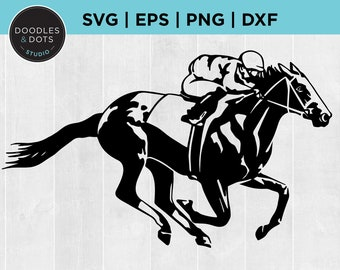 DOODLES
& DOTS
STUDIO
SVG | EPS | PNG | DXF